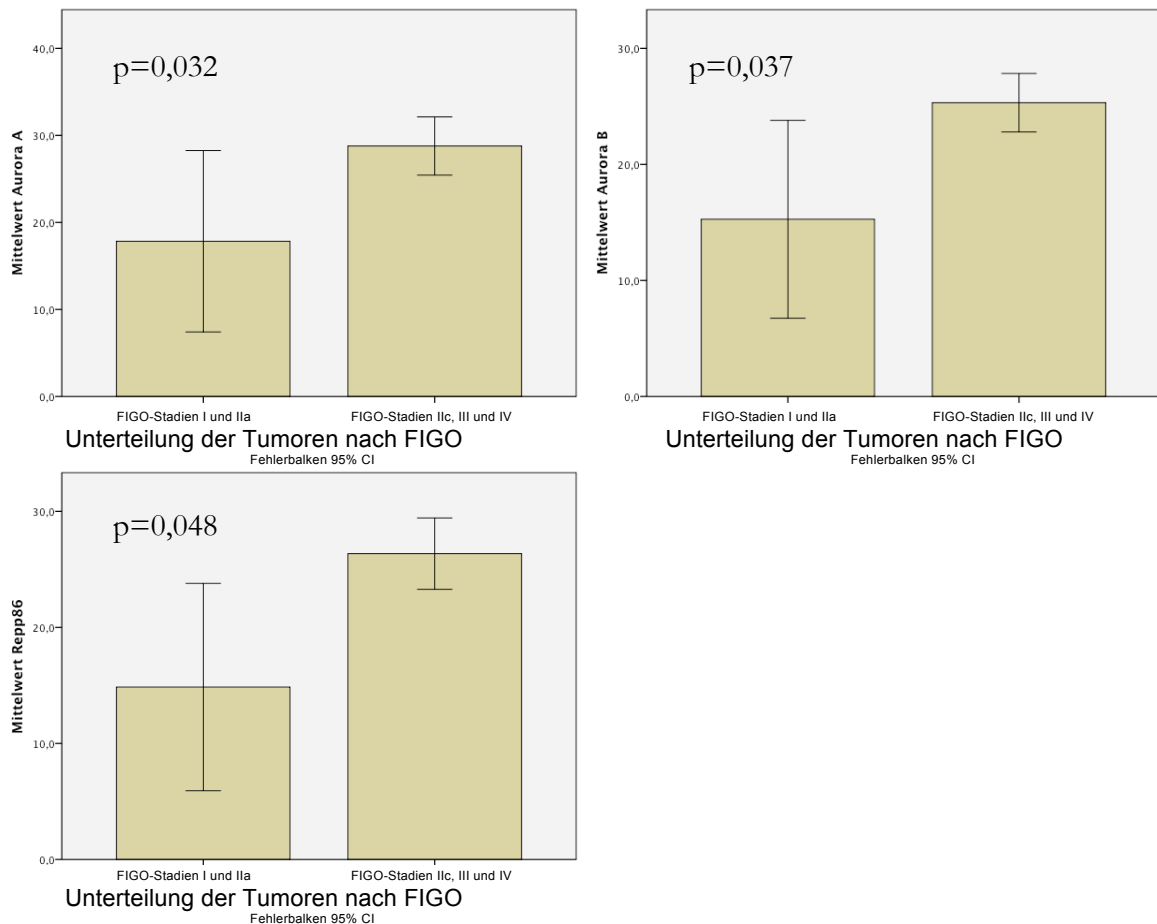 p=0,032
Mittelwert Aurora A
40,0
30,0
20,0
10,0
0,0
FIGO-Stadien I und IIa
FIGO-Stadien IIc, III und IV
Unterteilung der Tumoren nach FIGO
Fehlerbalken 95% CI
p=0,037
Mittelwert Aurora B
30,0
20,0
10,0
0,0
FIGO-Stadien I und IIa
FIGO-Stadien IIc, III und IV
Unterteilung der Tumoren nach FIGO
Fehlerbalken 95% CI
p=0,048
Mittelwert Repp86
30,0
20,0
10,0
0,0
FIGO-Stadien I und IIa
FIGO-Stadien IIc, III und IV
Unterteilung der Tumoren nach FIGO
Fehlerbalken 95% CI